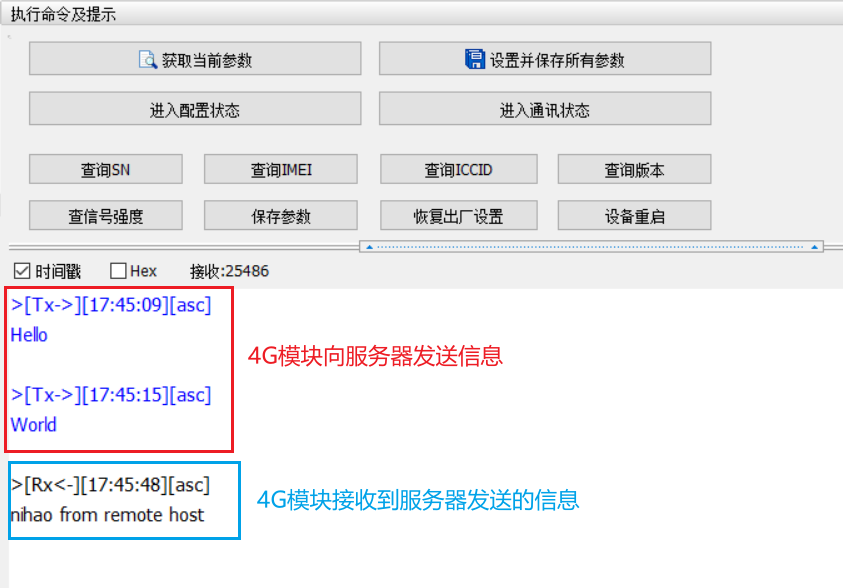 执行命令及提示
获取当前参数 设置并保存所有参数
进入配置状态 进入通讯状态
查询SN 查询IMEI 查询ICCID 查询版本
查信号强度 保存参数 恢复出厂设置 设备重启
时间戳 Hex 接收:25486
>[Tx->][17:45:09][asc]
Hello
4G模块向服务器发送信息
>[Tx->][17:45:15][asc]
World
>[Rx<-][17:45:48][asc]
4G模块接收到服务器发送的信息
nihao from remote host